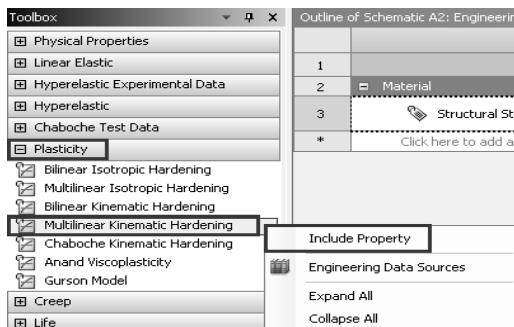 Toolbox
Physical Properties
Linear Elastic
Hyperelastic Experimental Data
Hyperelastic
Chaboche Test Data
Plasticity
Bilinear Isotropic Hardening
Multilinear Isotropic Hardening
Bilinear Kinematic Hardening
Multilinear Kinematic Hardening
Chaboche Kinematic Hardening
Anand Viscoplasticity
Gurson Model
Creep
Life
Outline of Schematic A2: Engineerin
1
2 Material
3 Structural St
* Click here to add a
Include Property
Engineering Data Sources
Expand All
Collapse All